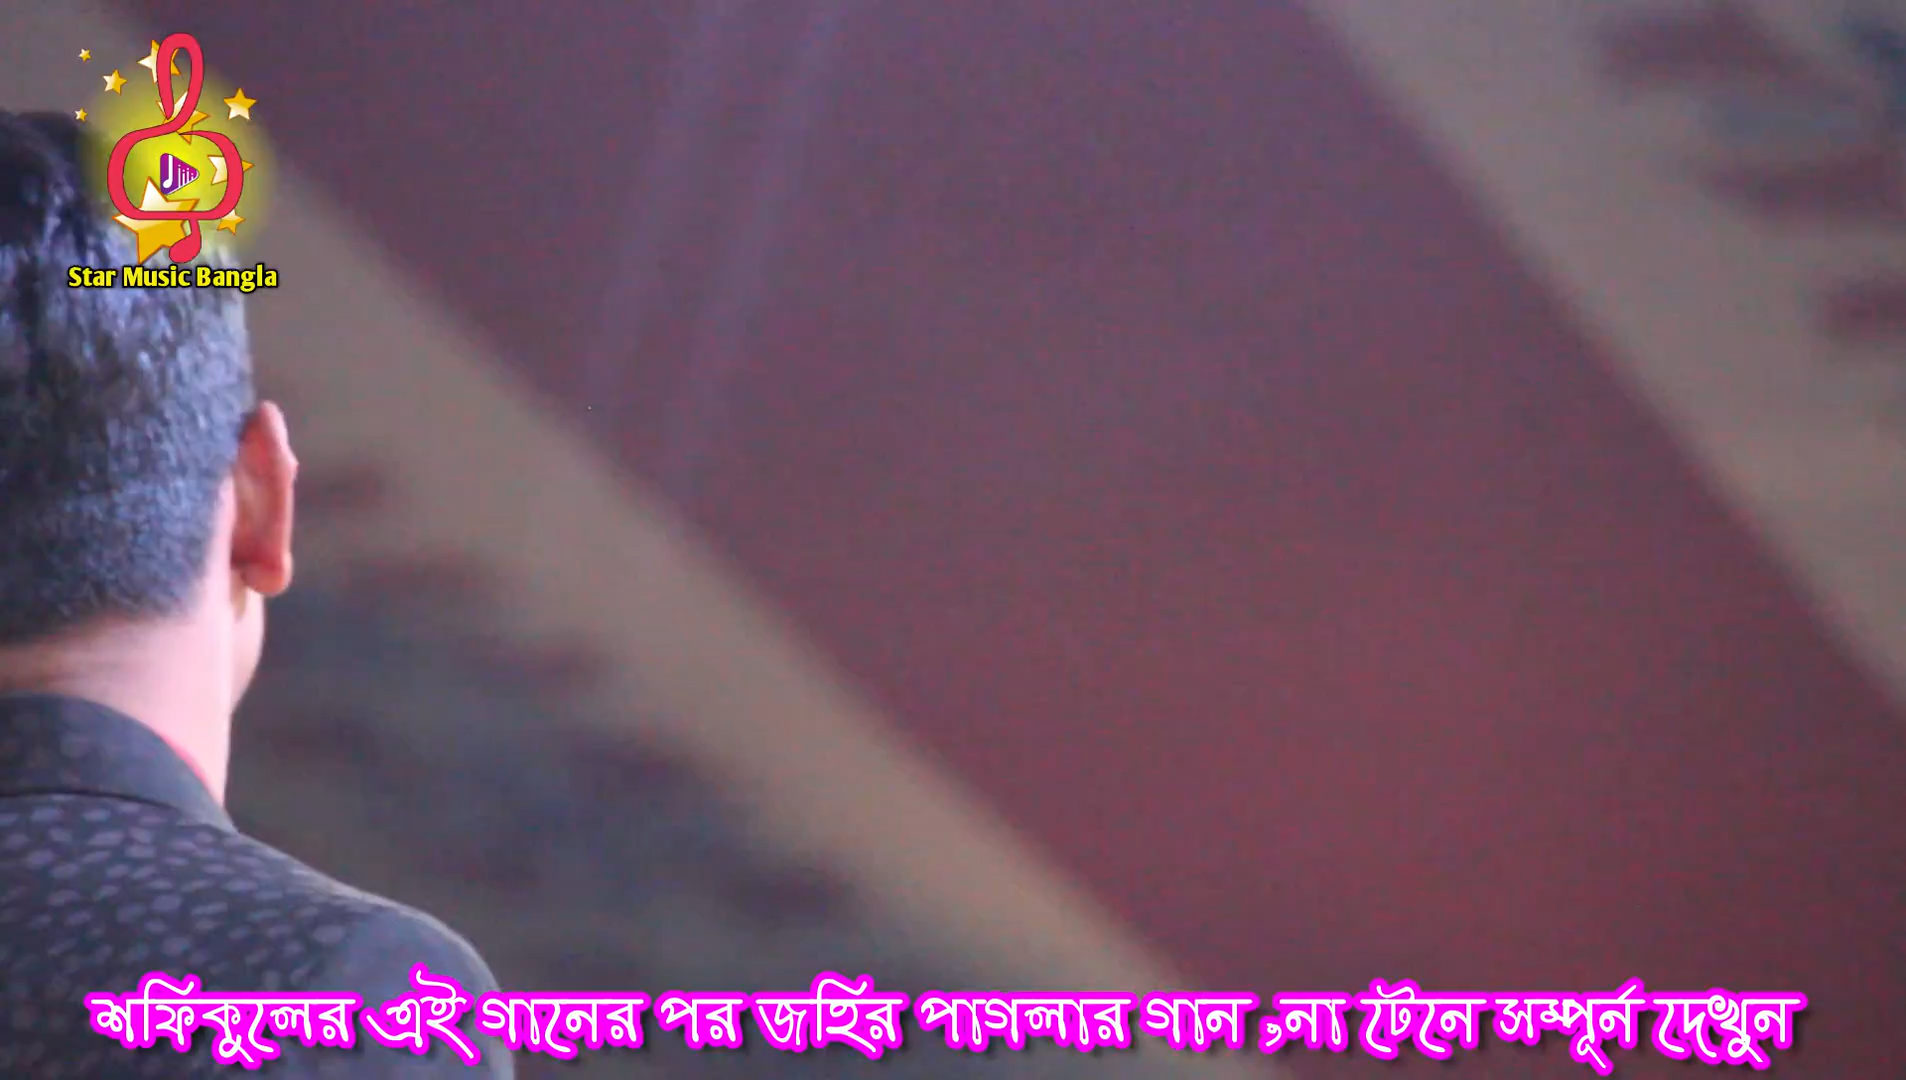 Star Music Bangla
শফিকুলের এই গানের পর জহির পাগলার গান ,না টেনে সম্পূর্ন দেখুন